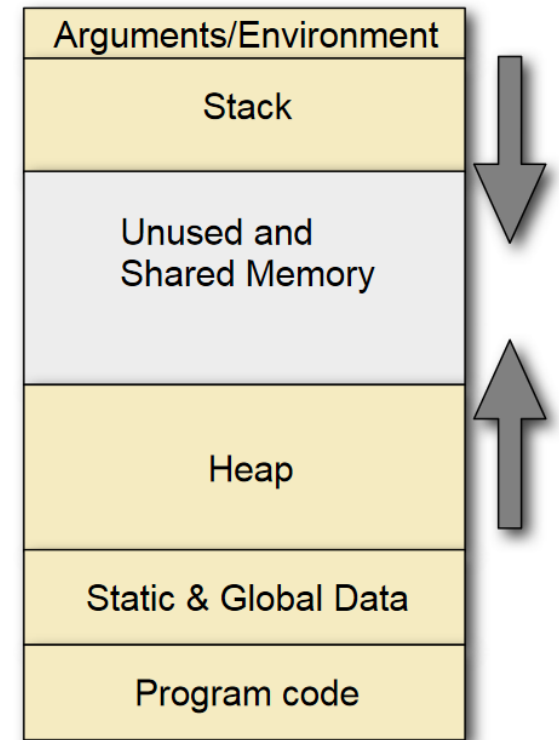 Arguments/Environment
Stack
Unused and
Shared Memory
Heap
Static & Global Data
Program code